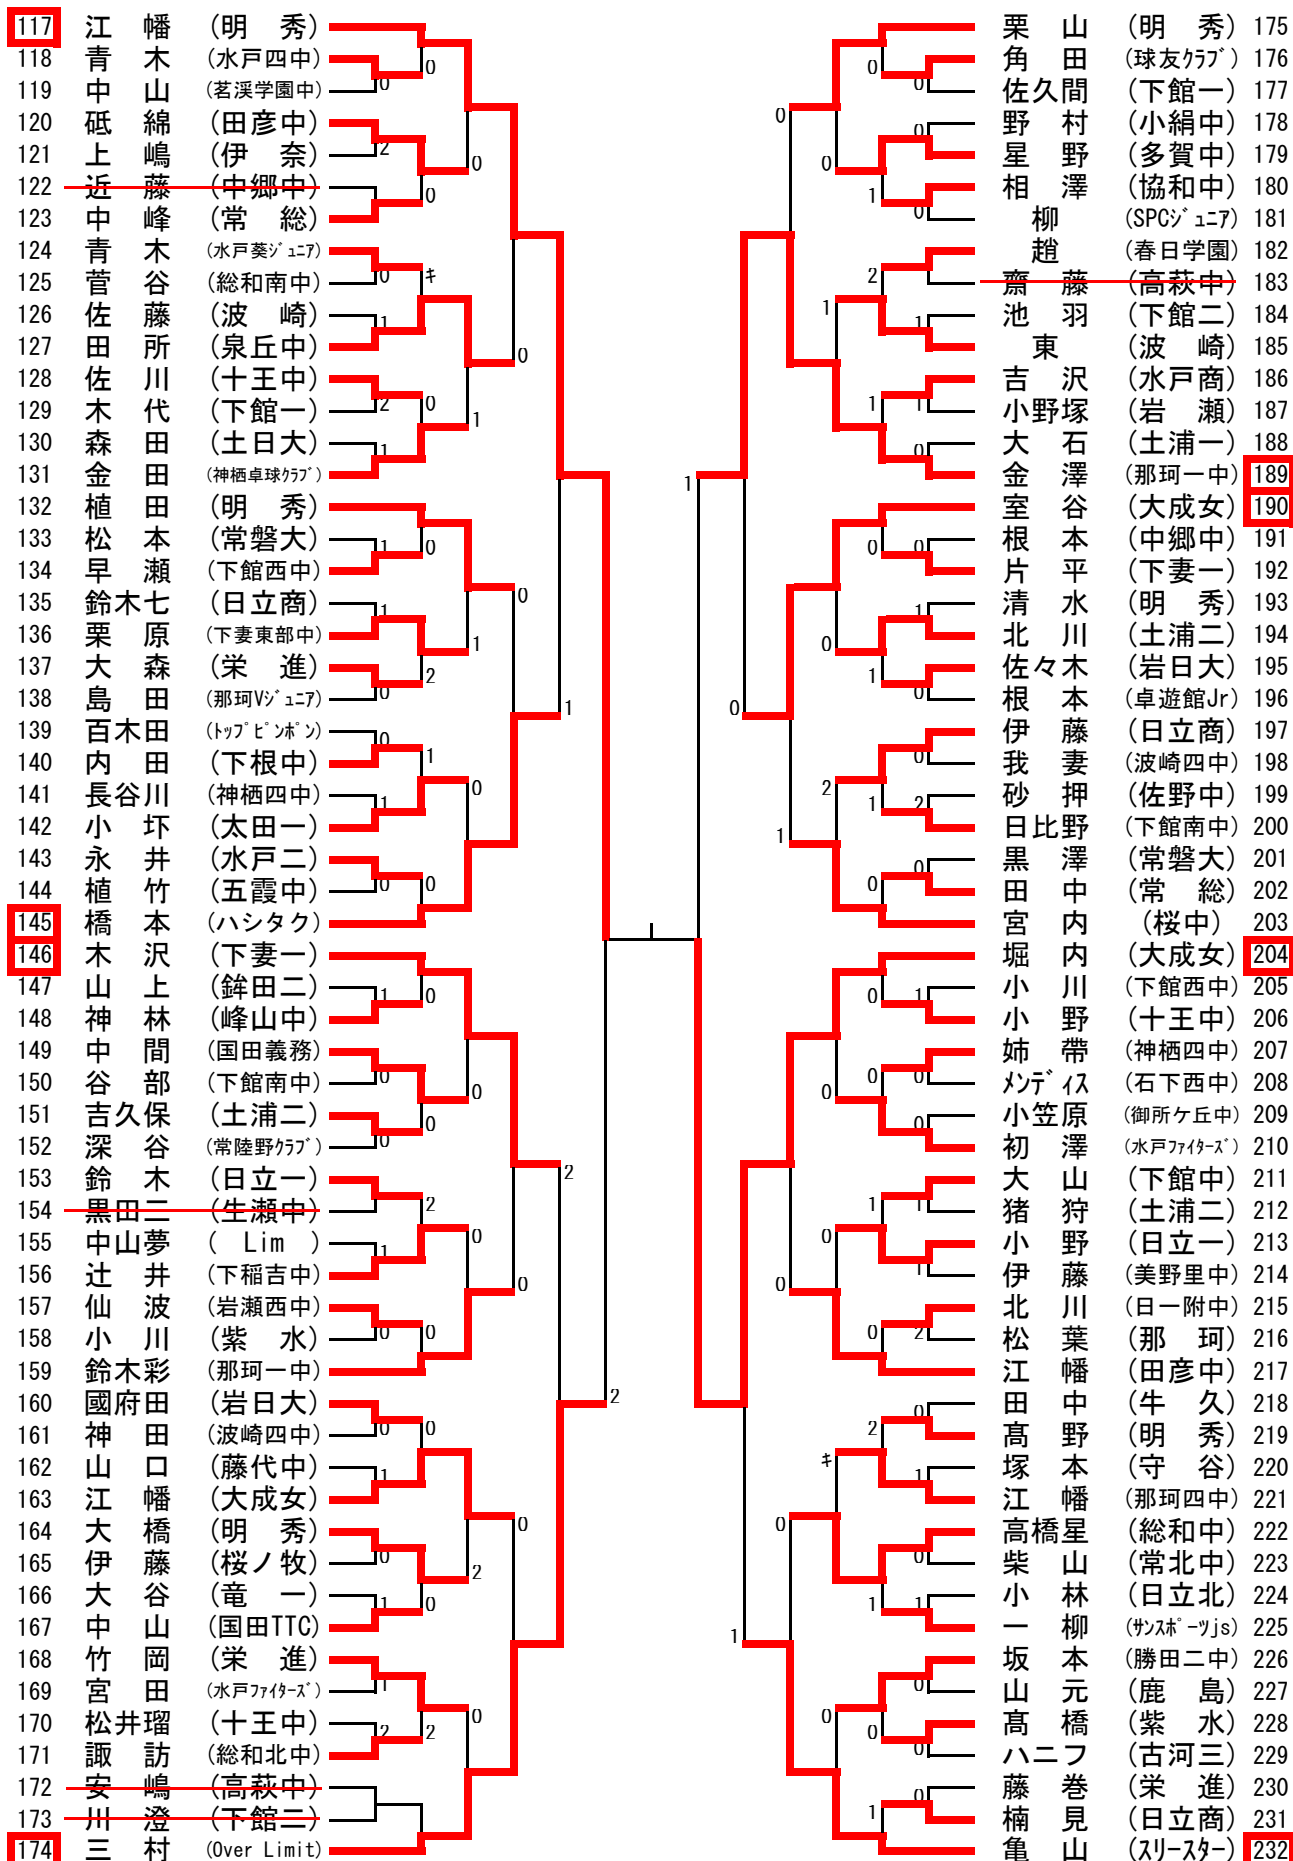 117 江幡 (明秀)
118 青木 (水戸四中)
119 中山 (茗渓学園中)
120 砥綿 (田彦中)
121 上嶋 (伊奈)
122 近藤 (中郷中)
123 中峰 (常総)
124 青木 (水戸葵ジュニア)
125 菅谷 (総和南中)
126 佐藤 (波崎)
127 田所 (泉丘中)
128 佐川 (十王中)
129 木代 (下館一)
130 森田 (土日大)
131 金田 (神栖卓球クラブ)
132 植田 (明秀)
133 松本 (常磐大)
134 早瀬 (下館西中)
135 鈴木七 (日立商)
136 栗原 (下妻東部中)
137 大森 (栄進)
138 島田 (那珂Vジュニア)
139 百木田 (トップピンポン)
140 内田 (下根中)
141 長谷川 (神栖四中)
142 小圷 (太田一)
143 永井 (水戸二)
144 植竹 (五霞中)
145 橋本 (ハシタク)
146 木沢 (下妻一)
147 山上 (鉾田二)
148 神林 (峰山中)
149 中間 (国田義務)
150 谷部 (下館南中)
151 吉久保 (土浦二)
152 深谷 (常陸野クラブ)
153 鈴木 (日立一)
154 黒田二 (生瀬中)
155 中山夢 ( Lim )
156 辻井 (下稲吉中)
157 仙波 (岩瀬西中)
158 小川 (紫水)
159 鈴木彩 (那珂一中)
160 國府田 (岩日大)
161 神田 (波崎四中)
162 山口 (藤代中)
163 江幡 (大成女)
164 大橋 (明秀)
165 伊藤 (桜ノ牧)
166 大谷 (竜一)
167 中山 (国田TTC)
168 竹岡 (栄進)
169 宮田 (水戸ファイターズ)
170 松井瑠 (十王中)
171 諏訪 (総和北中)
172 安嶋 (高萩中)
173 川澄 (下館二)
174 三村 (Over Limit)
栗山 (明秀) 175
角田 (球友クラブ) 176
佐久間 (下館一) 177
野村 (小絹中) 178
星野 (多賀中) 179
相澤 (協和中) 180
柳 (SPCジュニア) 181
趙 (春日学園) 182
齋藤 (高萩中) 183
池羽 (下館二) 184
東 (波崎) 185
吉沢 (水戸商) 186
小野塚 (岩瀬) 187
大石 (土浦一) 188
金澤 (那珂一中) 189
室谷 (大成女) 190
根本 (中郷中) 191
片平 (下妻一) 192
清水 (明秀) 193
北川 (土浦二) 194
佐々木 (岩日大) 195
根本 (卓遊館Jr) 196
伊藤 (日立商) 197
我妻 (波崎四中) 198
砂押 (佐野中) 199
日比野 (下館南中) 200
黒澤 (常磐大) 201
田中 (常総) 202
宮内 (桜中) 203
堀内 (大成女) 204
小川 (下館西中) 205
小野 (十王中) 206
姉帶 (神栖四中) 207
メンディス (石下西中) 208
小笠原 (御所ケ丘中) 209
初澤 (水戸ファイターズ) 210
大山 (下館中) 211
猪狩 (土浦二) 212
小野 (日立一) 213
伊藤 (美野里中) 214
北川 (日一附中) 215
松葉 (那珂) 216
江幡 (田彦中) 217
田中 (牛久) 218
髙野 (明秀) 219
塚本 (守谷) 220
江幡 (那珂四中) 221
高橋星 (総和中) 222
柴山 (常北中) 223
小林 (日立北) 224
一柳 (サンスポーツjs) 225
坂本 (勝田二中) 226
山元 (鹿島) 227
髙橋 (紫水) 228
ハニフ (古河三) 229
藤巻 (栄進) 230
楠見 (日立商) 231
亀山 (スリースター) 232